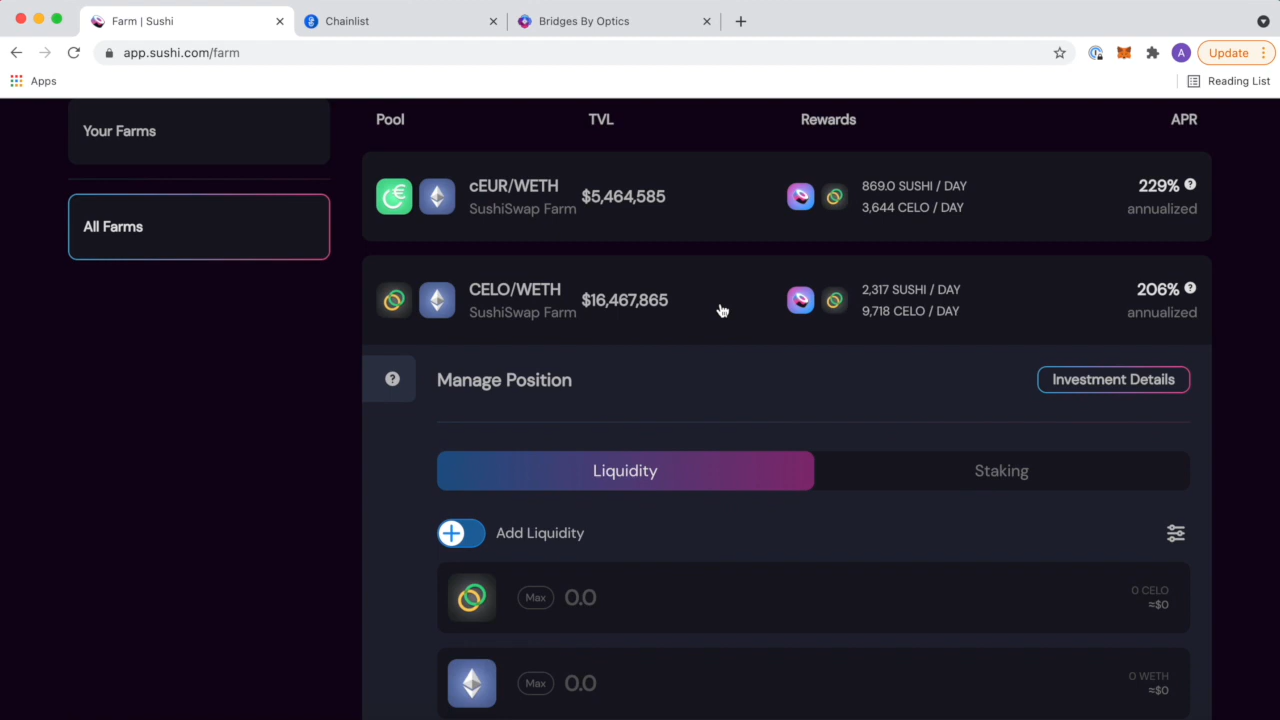 Farm | Sushi
Chainlist
Bridges By Optics
app.sushi.com/farm
A
Update
Apps
Reading List
Your Farms
All Farms
Pool TVL Rewards APR
cEUR/WETH
SushiSwap Farm
$5,464,585
869.0 SUSHI / DAY
3,644 CELO / DAY
229% ?
annualized
CELO/WETH
SushiSwap Farm
$16,467,865
2,317 SUSHI / DAY
9,718 CELO / DAY
206% ?
annualized
?
Manage Position
Investment Details
Liquidity
Staking
Add Liquidity
Max 0.0
0 CELO
≈$0
Max 0.0
0 WETH
≈$0